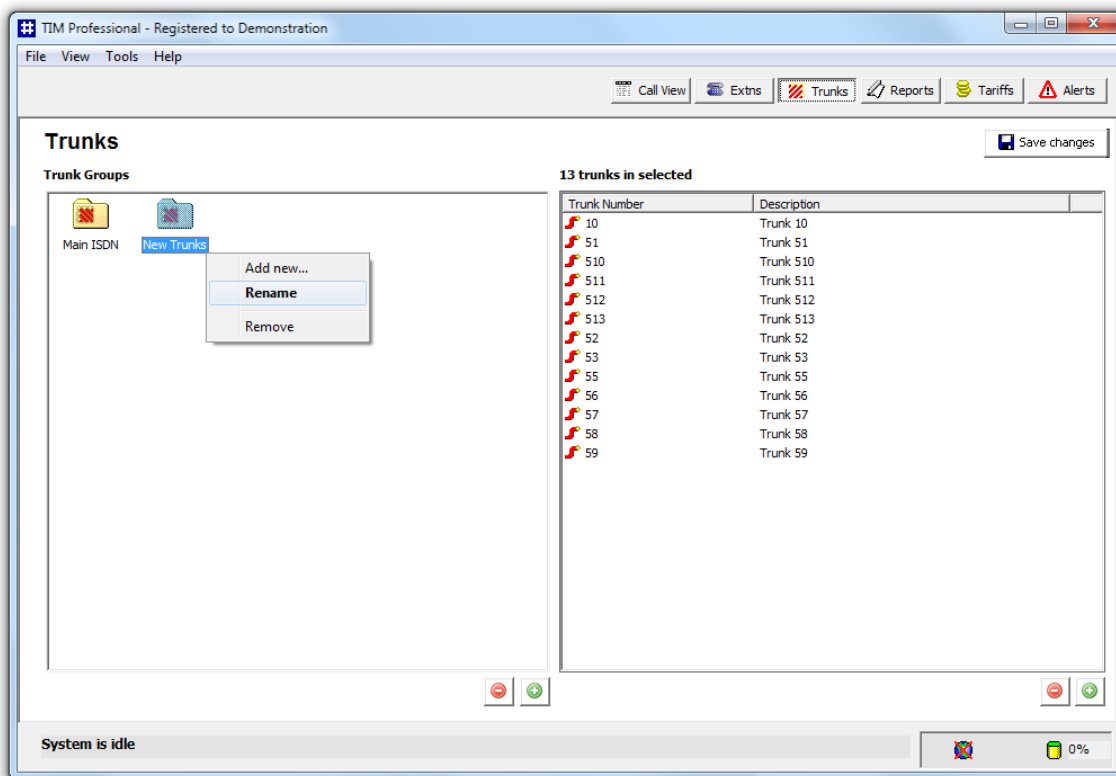 TIM Professional - Registered to Demonstration
File View Tools Help
Call View Extns Trunks Reports Tariffs Alerts
Trunks
Save changes
Trunk Groups
13 trunks in selected
Main ISDN
New Trunks
Add new...
Rename
Remove
Trunk Number Description
10 Trunk 10
51 Trunk 51
510 Trunk 510
511 Trunk 511
512 Trunk 512
513 Trunk 513
52 Trunk 52
53 Trunk 53
55 Trunk 55
56 Trunk 56
57 Trunk 57
58 Trunk 58
59 Trunk 59
System is idle
0%